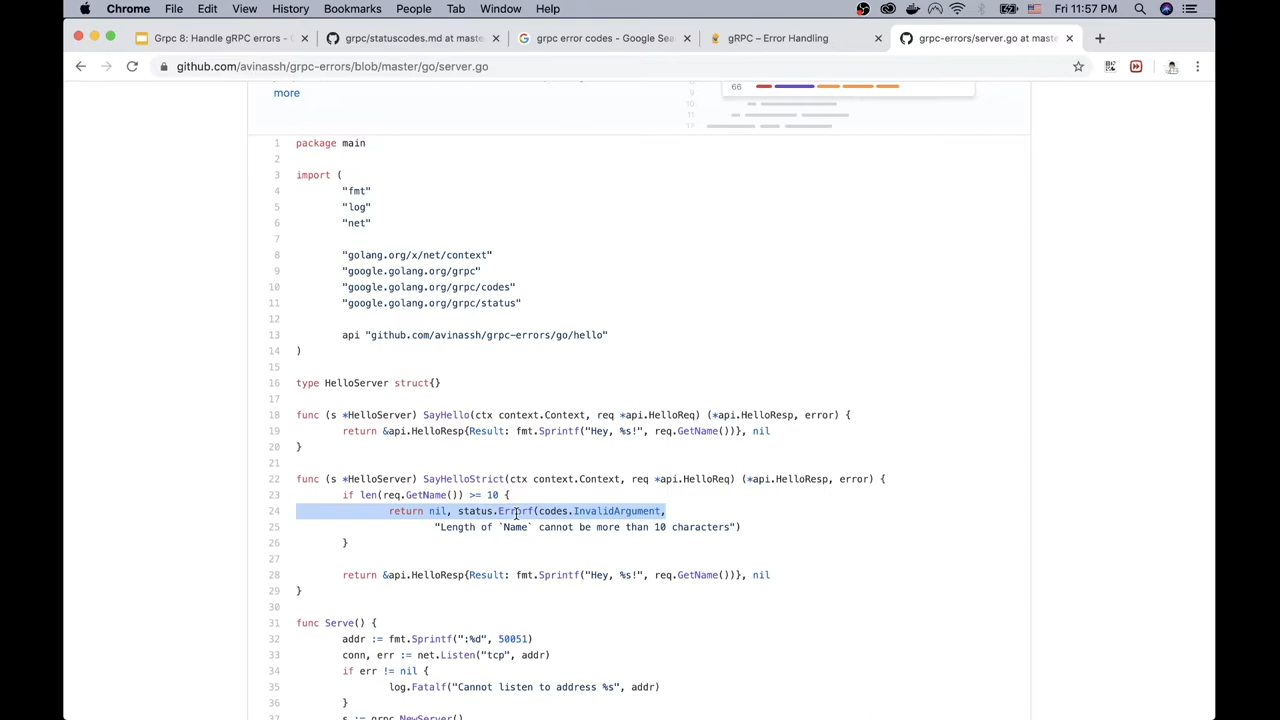 Chrome File Edit View History Bookmarks People Tab Window Help Fri 11:57 PM
Grpc 8: Handle gRPC errors - G × grpc/statuscodes.md at master × grpc error codes - Google Sea × gRPC – Error Handling × grpc-errors/server.go at maste × +
github.com/avinassh/grpc-errors/blob/master/go/server.go
more
66
9
10
11
12
1 package main
2
3 import (
4 "fmt"
5 "log"
6 "net"
7
8 "golang.org/x/net/context"
9 "google.golang.org/grpc"
10 "google.golang.org/grpc/codes"
11 "google.golang.org/grpc/status"
12
13 api "github.com/avinassh/grpc-errors/go/hello"
14 )
15
16 type HelloServer struct{}
17
18 func (s *HelloServer) SayHello(ctx context.Context, req *api.HelloReq) (*api.HelloResp, error) {
19 return &api.HelloResp{Result: fmt.Sprintf("Hey, %s!", req.GetName())}, nil
20 }
21
22 func (s *HelloServer) SayHelloStrict(ctx context.Context, req *api.HelloReq) (*api.HelloResp, error) {
23 if len(req.GetName()) >= 10 {
24 return nil, status.Errorf(codes.InvalidArgument,
25 "Length of `Name` cannot be more than 10 characters")
26 }
27
28 return &api.HelloResp{Result: fmt.Sprintf("Hey, %s!", req.GetName())}, nil
29 }
30
31 func Serve() {
32 addr := fmt.Sprintf(":%d", 50051)
33 conn, err := net.Listen("tcp", addr)
34 if err != nil {
35 log.Fatalf("Cannot listen to address %s", addr)
36 }
37 s := grpc.NewServer()